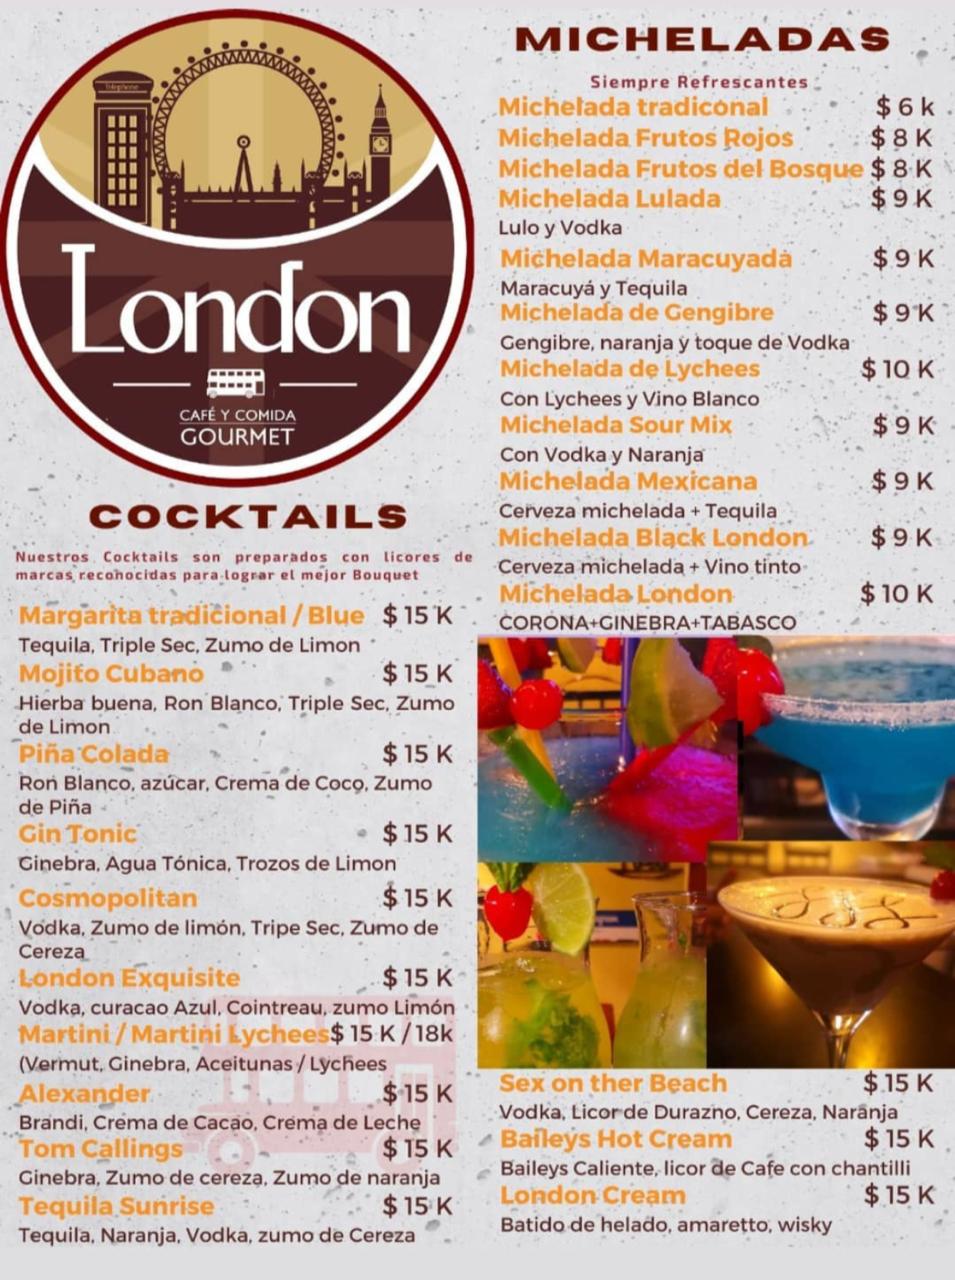 Telephone
London
CAFÉ Y COMIDA
GOURMET
COCKTAILS
Nuestros Cocktails son preparados con licores de
marcas reconocidas para lograr el mejor Bouquet
Margarita tradicional / Blue $ 15 K
Tequila, Triple Sec, Zumo de Limon
Mojito Cubano $ 15 K
Hierba buena, Ron Blanco, Triple Sec, Zumo
de Limon
Piña Colada $ 15 K
Ron Blanco, azúcar, Crema de Coco, Zumo
de Piña
Gin Tonic $ 15 K
Ginebra, Agua Tónica, Trozos de Limon
Cosmopolitan $ 15 K
Vodka, Zumo de limón, Tripe Sec, Zumo de
Cereza
London Exquisite $ 15 K
Vodka, curacao Azul, Cointreau, zumo Limón
Martini / Martini Lychees $ 15 K / 18k
(Vermut, Ginebra, Aceitunas / Lychees
Alexander $ 15 K
Brandi, Crema de Cacao, Crema de Leche
Tom Callings $ 15 K
Ginebra, Zumo de cereza, Zumo de naranja
Tequila Sunrise $ 15 K
Tequila, Naranja, Vodka, zumo de Cereza
MICHELADAS
Siempre Refrescantes
Michelada tradiconal $ 6 k
Michelada Frutos Rojos $ 8 K
Michelada Frutos del Bosque $ 8 K
Michelada Lulada $ 9 K
Lulo y Vodka
Michelada Maracuyada $ 9 K
Maracuyá y Tequila
Michelada de Gengibre $ 9 K
Gengibre, naranja y toque de Vodka
Michelada de Lychees $ 10 K
Con Lychees y Vino Blanco
Michelada Sour Mix $ 9 K
Con Vodka y Naranja
Michelada Mexicana $ 9 K
Cerveza michelada + Tequila
Michelada Black London $ 9 K
Cerveza michelada + Vino tinto
Michelada London $ 10 K
CORONA+GINEBRA+TABASCO
Sex on ther Beach $ 15 K
Vodka, Licor de Durazno, Cereza, Naranja
Baileys Hot Cream $ 15 K
Baileys Caliente, licor de Cafe con chantilli
London Cream $ 15 K
Batido de helado, amaretto, wisky